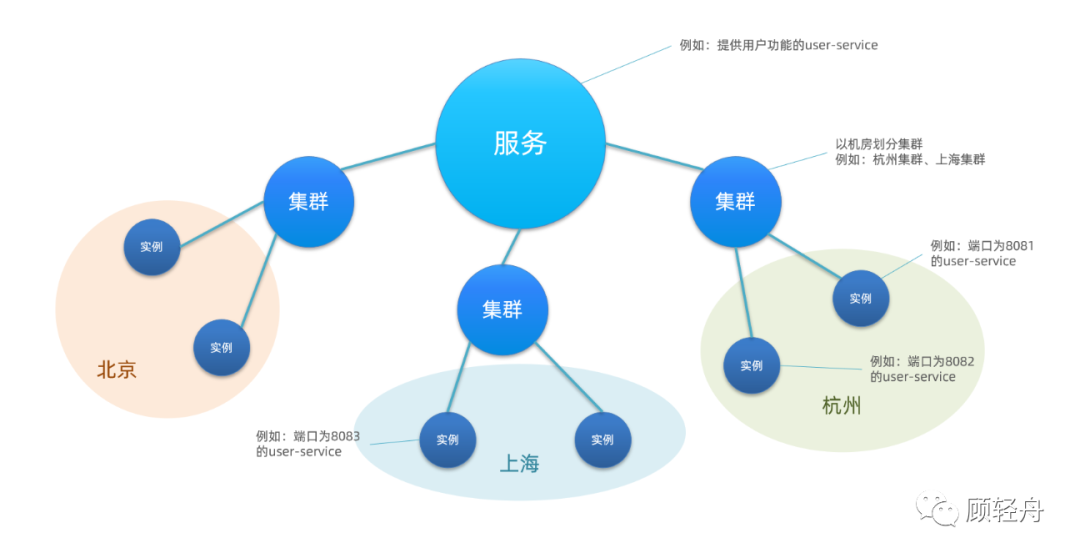 例如：提供用户功能的user-service
服务
以机房划分集群
例如：杭州集群、上海集群
集群
集群
实例
例如：端口为8081
的user-service
实例
集群
实例
北京
实例
例如：端口为8082
的user-service
杭州
例如：端口为8083
的user-service
实例
实例
上海
顾轻舟